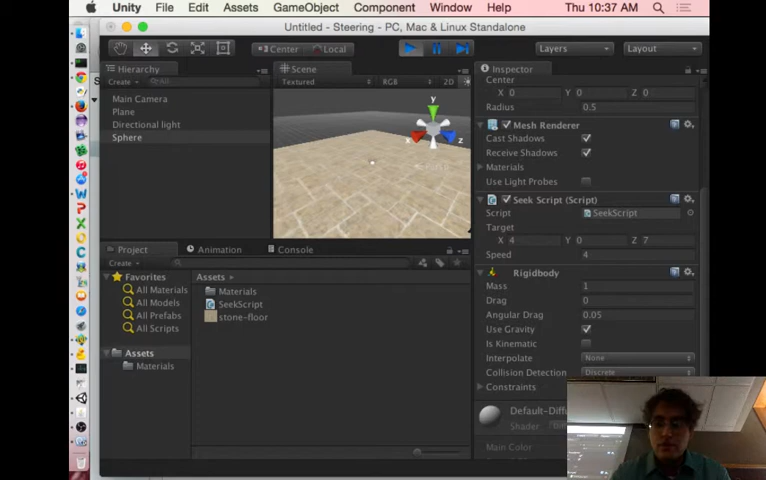 Unity File Edit Assets GameObject Component Window Help Thu 10:37 AM
Untitled - Steering - PC, Mac & Linux Standalone
Center Local Layers Layout
Hierarchy Scene Inspector
Create All Textured RGB 2D
Center
X 0 Y 0 Z 0
Radius 0.5
Main Camera
Plane
Directional light
Sphere
y
x z
Mesh Renderer
Cast Shadows
Receive Shadows
Materials
Use Light Probes
Seek Script (Script)
Script SeekScript
Target
X 4 Y 0 Z 7
Speed 4
Project Animation Console
Create
Favorites
All Materials
All Models
All Prefabs
All Scripts
Assets
Materials
Assets
Materials
SeekScript
stone-floor
Rigidbody
Mass 1
Drag 0
Angular Drag 0.05
Use Gravity
Is Kinematic
Interpolate None
Collision Detection Discrete
Constraints
Shader
Main Color